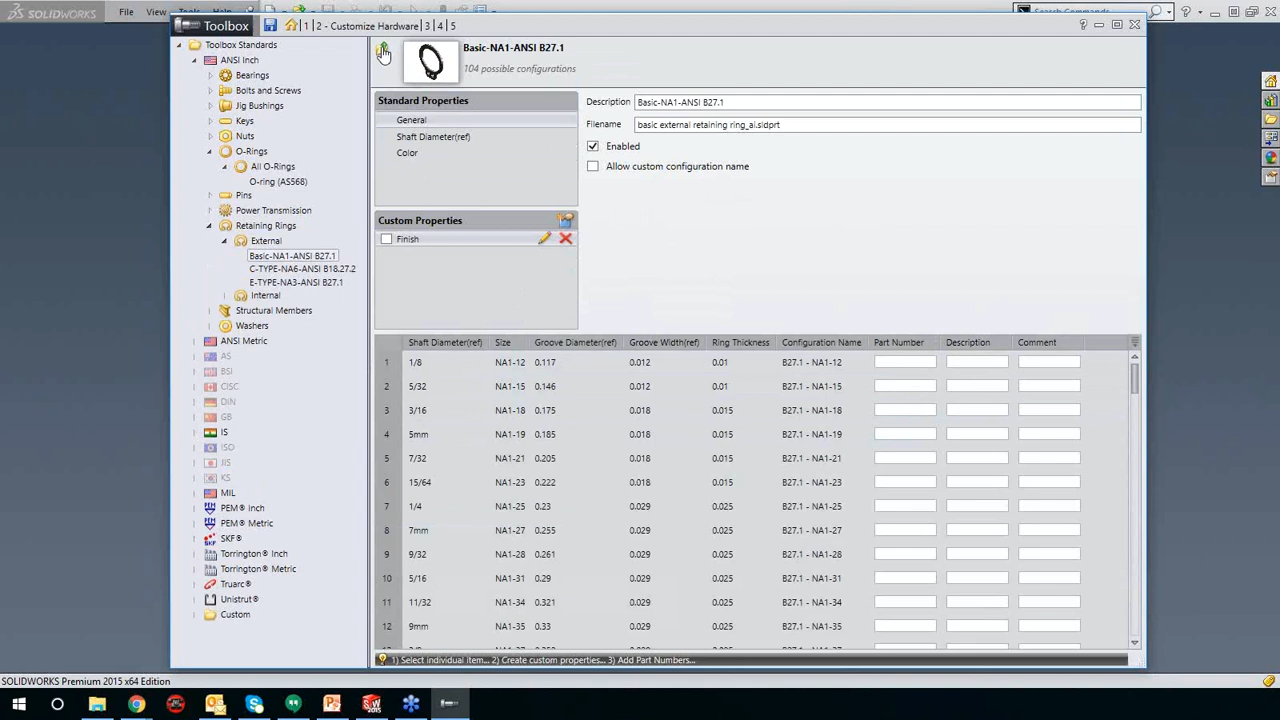 SOLIDWORKS
File
View
Search Commands
Toolbox
1 2 - Customize Hardware 3 4 5
Toolbox Standards
ANSI Inch
Bearings
Bolts and Screws
Jig Bushings
Keys
Nuts
O-Rings
All O-Rings
O-ring (AS568)
Pins
Power Transmission
Retaining Rings
External
Basic-NA1-ANSI B27.1
C-TYPE-NA6-ANSI B18.27.2
E-TYPE-NA3-ANSI B27.1
Internal
Structural Members
Washers
ANSI Metric
AS
BSI
CISC
DIN
GB
IS
ISO
JIS
KS
MIL
PEM® Inch
PEM® Metric
SKF®
Torrington® Inch
Torrington® Metric
Truarc®
Unistrut®
Custom
Basic-NA1-ANSI B27.1
104 possible configurations
Standard Properties
General
Shaft Diameter(ref)
Color
Custom Properties
Finish
Description Basic-NA1-ANSI B27.1
Filename basic external retaining ring_ai.sldprt
Enabled
Allow custom configuration name
Shaft Diameter(ref) Size Groove Diameter(ref) Groove Width(ref) Ring Thickness Configuration Name Part Number Description Comment
1 1/8 NA1-12 0.117 0.012 0.01 B27.1 - NA1-12
2 5/32 NA1-15 0.146 0.012 0.01 B27.1 - NA1-15
3 3/16 NA1-18 0.175 0.018 0.015 B27.1 - NA1-18
4 5mm NA1-19 0.185 0.018 0.015 B27.1 - NA1-19
5 7/32 NA1-21 0.205 0.018 0.015 B27.1 - NA1-21
6 15/64 NA1-23 0.222 0.018 0.015 B27.1 - NA1-23
7 1/4 NA1-25 0.23 0.029 0.025 B27.1 - NA1-25
8 7mm NA1-27 0.255 0.029 0.025 B27.1 - NA1-27
9 9/32 NA1-28 0.261 0.029 0.025 B27.1 - NA1-28
10 5/16 NA1-31 0.29 0.029 0.025 B27.1 - NA1-31
11 11/32 NA1-34 0.321 0.029 0.025 B27.1 - NA1-34
12 9mm NA1-35 0.33 0.029 0.025 B27.1 - NA1-35
1) Select individual item... 2) Create custom properties... 3) Add Part Numbers...
SOLIDWORKS Premium 2015 x64 Edition